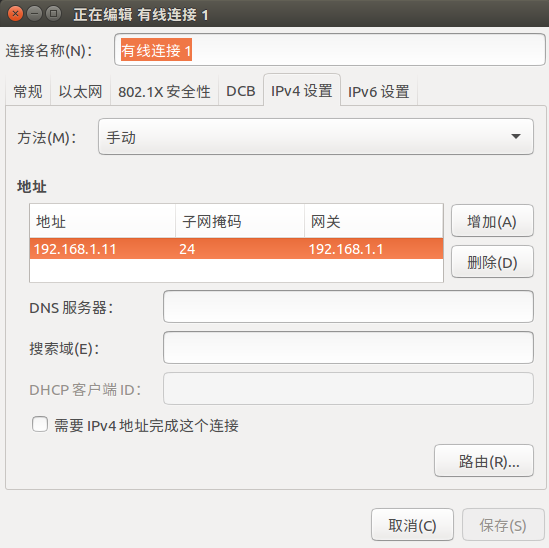 正在编辑 有线连接 1
连接名称(N): 有线连接 1
常规 以太网 802.1X 安全性 DCB IPv4 设置 IPv6 设置
方法(M): 手动
地址
地址 子网掩码 网关 增加(A)
192.168.1.11 24 192.168.1.1
删除(D)
DNS 服务器:
搜索域(E):
DHCP 客户端 ID:
需要 IPv4 地址完成这个连接
路由(R)...
取消(C) 保存(S)